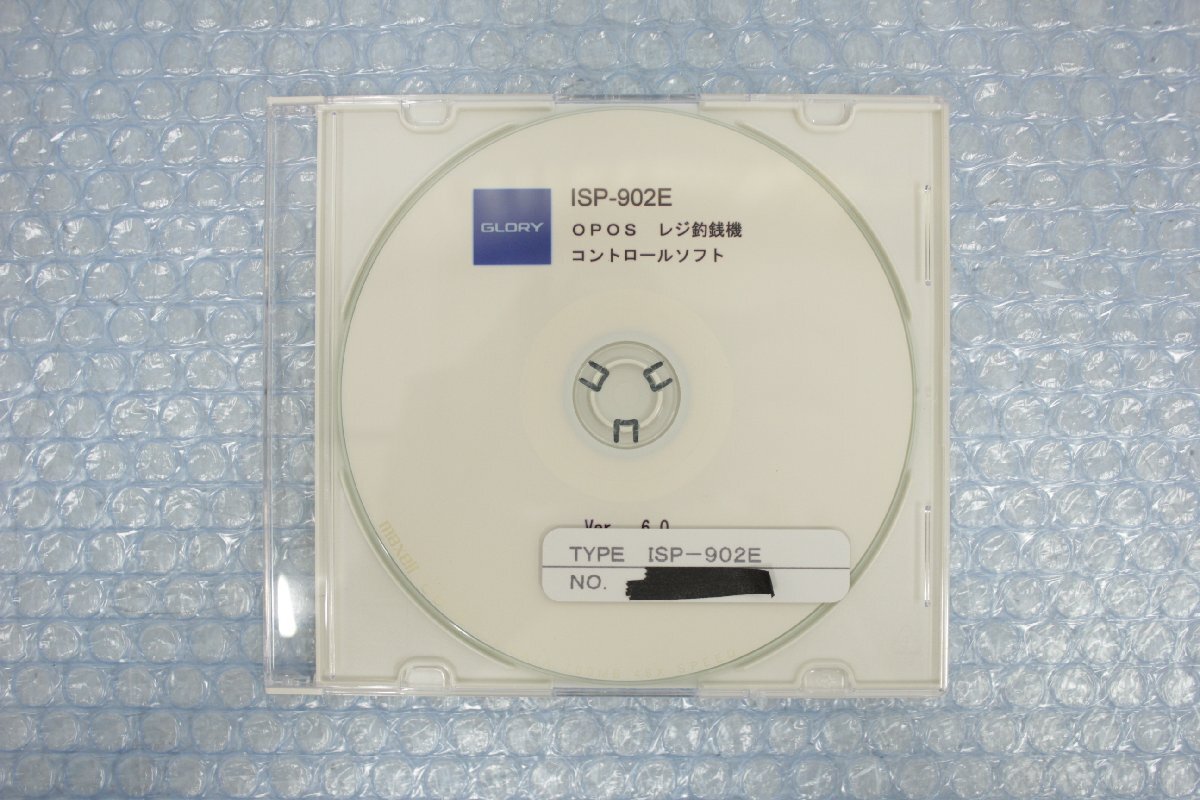 GLORY
ISP-902E
OPOS レジ釣銭機
コントロールソフト
Ver 6.0
TYPE ISP-902E
NO.
maxell